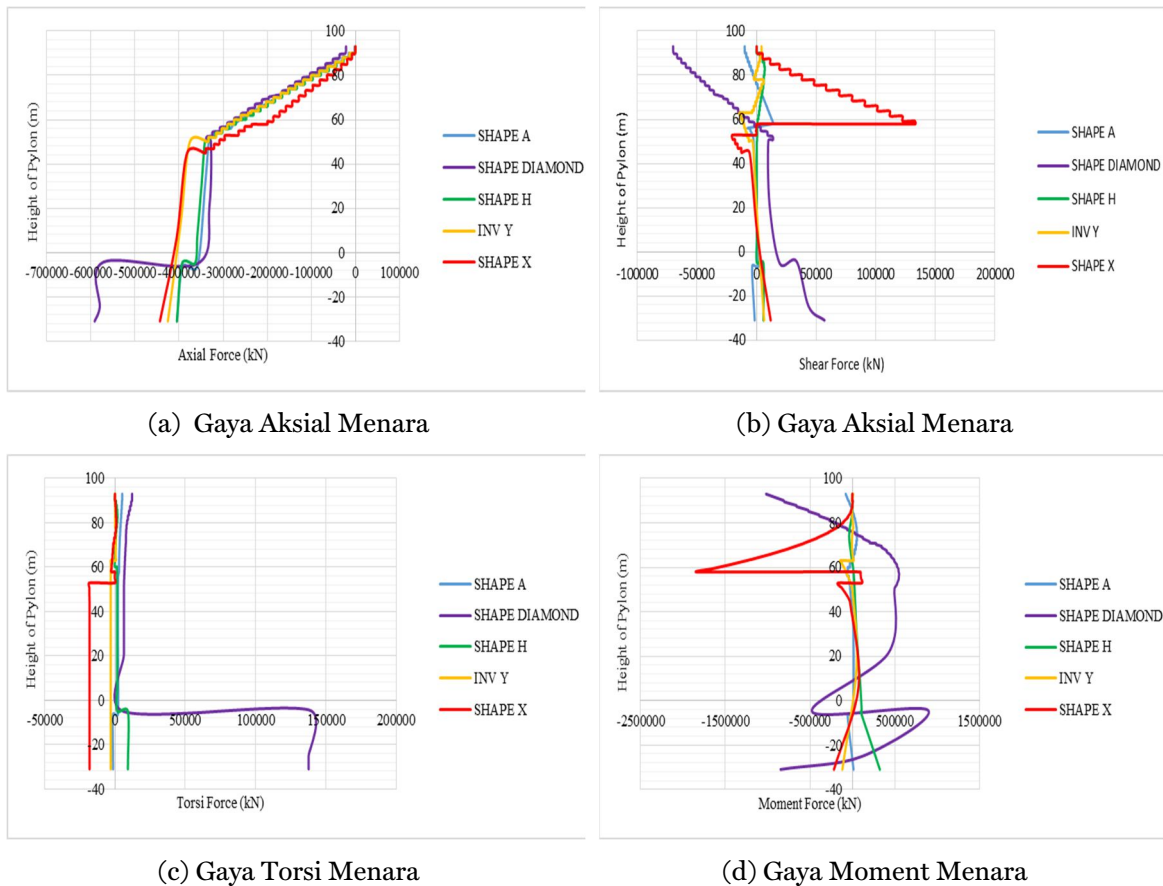 100
80
60
40
20
0
-20
-40
-700000 -600000 -500000 -400000 -300000 -200000 -100000 0 100000
Height of Pylon (m)
Axial Force (kN)
SHAPE A
SHAPE DIAMOND
SHAPE H
INV Y
SHAPE X
(a) Gaya Aksial Menara
100
80
60
40
20
0
-20
-40
-100000 -50000 0 50000 100000 150000 200000
Height of Pylon (m)
Shear Force (kN)
SHAPE A
SHAPE DIAMOND
SHAPE H
INV Y
SHAPE X
(b) Gaya Aksial Menara
100
80
60
40
20
0
-20
-40
-50000 0 50000 100000 150000 200000
Height of Pylon (m)
Torsi Force (kN)
SHAPE A
SHAPE DIAMOND
SHAPE H
INV Y
SHAPE X
(c) Gaya Torsi Menara
100
80
60
40
20
0
-20
-40
-2500000 -1500000 -500000 500000 1500000
Height of Pylon (m)
Moment Force (kN)
SHAPE A
SHAPE DIAMOND
SHAPE H
INV Y
SHAPE X
(d) Gaya Moment Menara